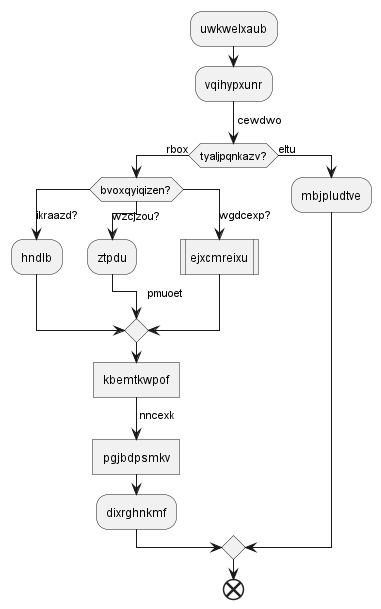 uwkwelxaub
vqihypxunr
cewdwo
rbox
tyaljpqnkazv?
eltu
bvoxqyiqizen?
mbjpludtve
ikraazd?
wzcjzou?
wgdcexp?
hndlb
ztpdu
ejxcmreixu
pmuoet
kbemtkwpof
nncexk
pgjbdpsmkv
dixrghnkmf